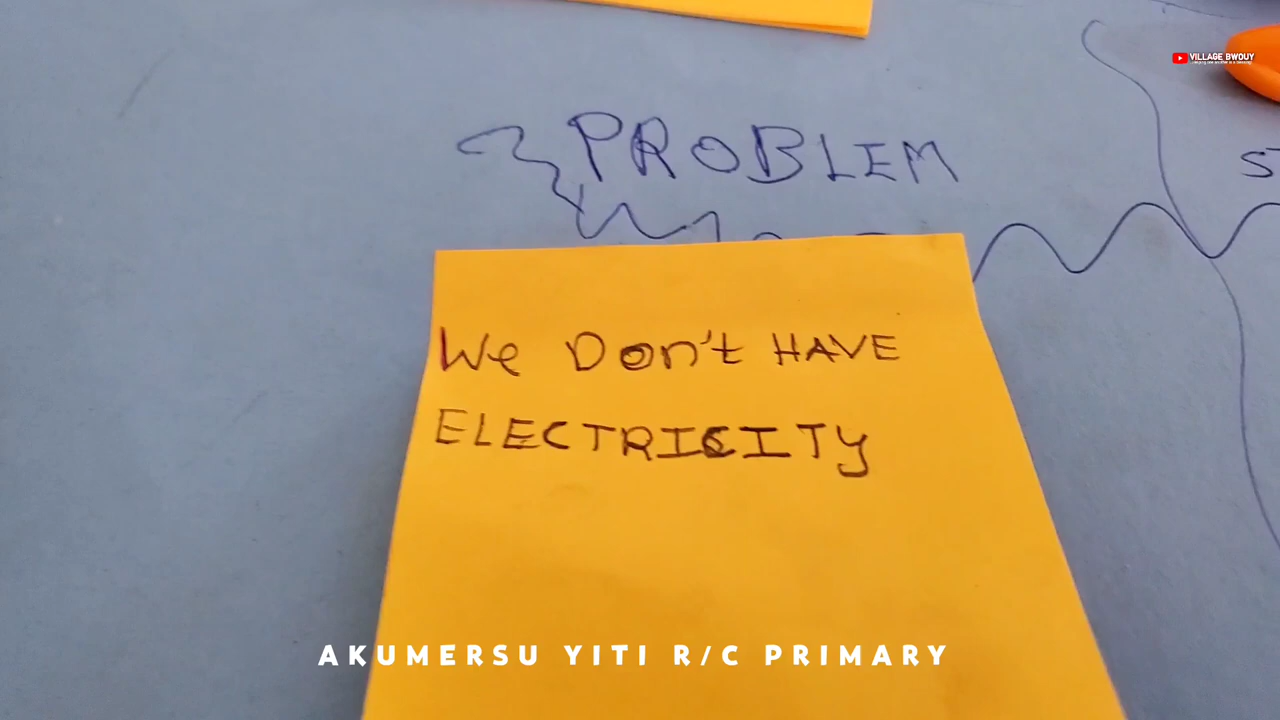 VILLAGE BWOUY
PROBLEM
We Don't HAVE
ELECTRICITY
AKUMERSU YITI R/C PRIMARY